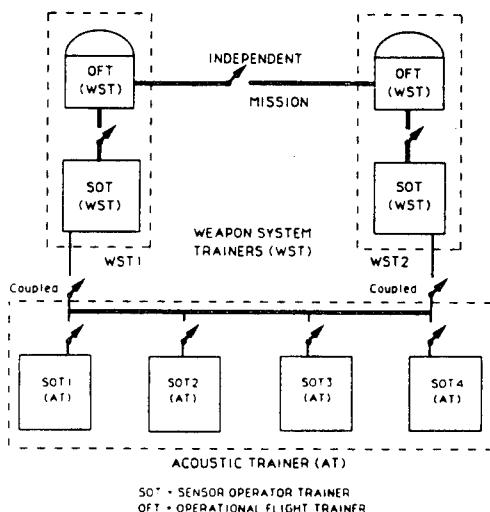 OFT
(WST)
INDEPENDENT
MISSION
OFT
(WST)
SOT
(WST)
SOT
(WST)
WEAPON SYSTEM
TRAINERS (WST)
WST1
WST2
Coupled
Coupled
SOT1
(AT)
SOT2
(AT)
SOT3
(AT)
SOT4
(AT)
ACOUSTIC TRAINER (AT)
SOT = SENSOR OPERATOR TRAINER
OFT = OPERATIONAL FLIGHT TRAINER